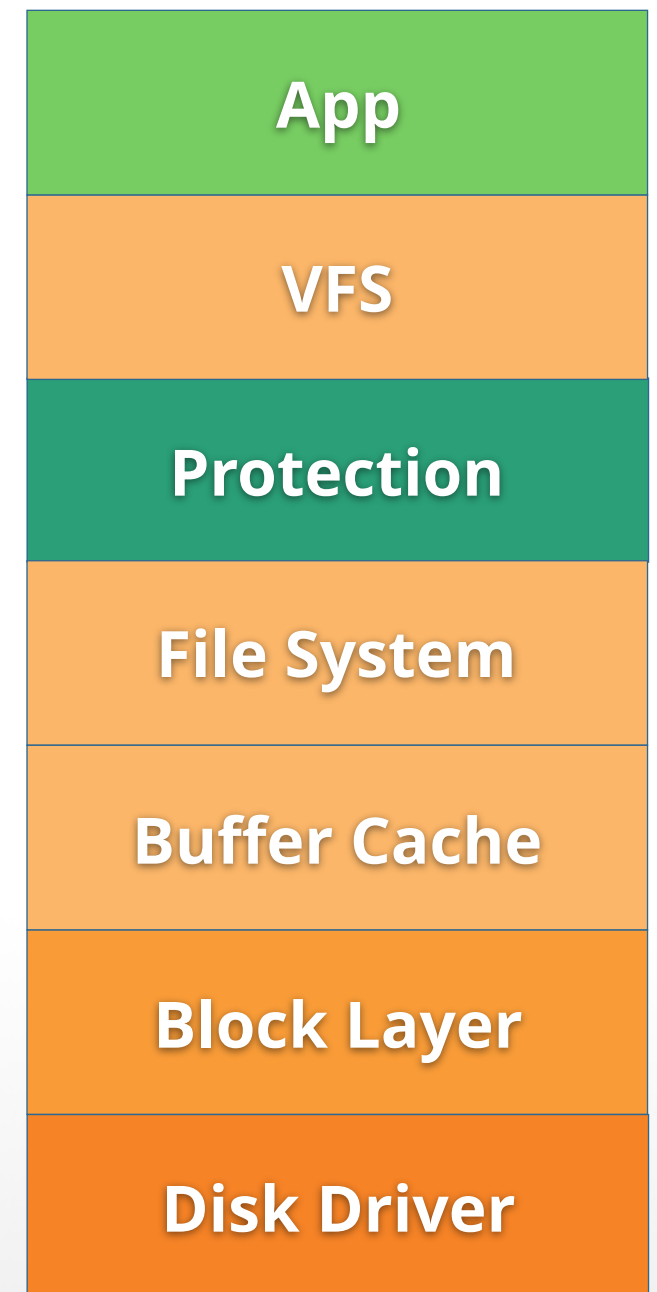 App
VFS
Protection
File System
Buffer Cache
Block Layer
Disk Driver